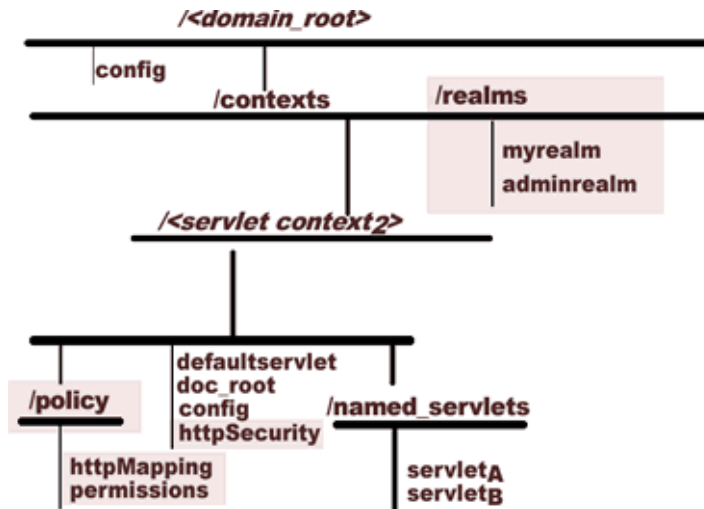 /<domain_root>
config
/contexts
/realms
myrealm
adminrealm
/<servlet context2>
defaultservlet
doc_root
config
httpSecurity
/policy
/named_servlets
httpMapping
permissions
servletA
servletB